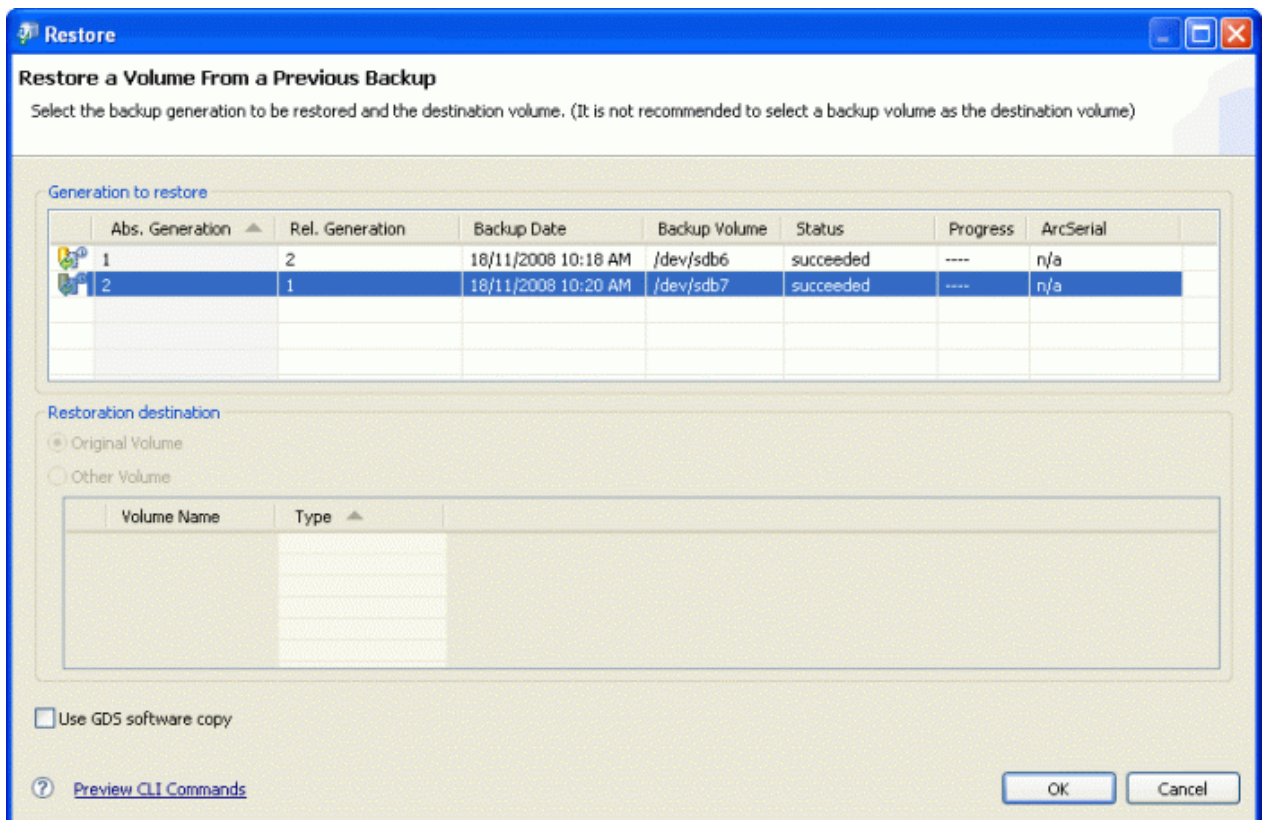 Restore
Restore a Volume From a Previous Backup
Select the backup generation to be restored and the destination volume. (It is not recommended to select a backup volume as the destination volume)
Generation to restore
Abs. Generation Rel. Generation Backup Date Backup Volume Status Progress ArcSerial
1 2 18/11/2008 10:18 AM /dev/sdb6 succeeded ---- n/a
2 1 18/11/2008 10:20 AM /dev/sdb7 succeeded ---- n/a
Restoration destination
Original Volume
Other Volume
Volume Name Type
Use GDS software copy
? Preview CLI Commands OK Cancel